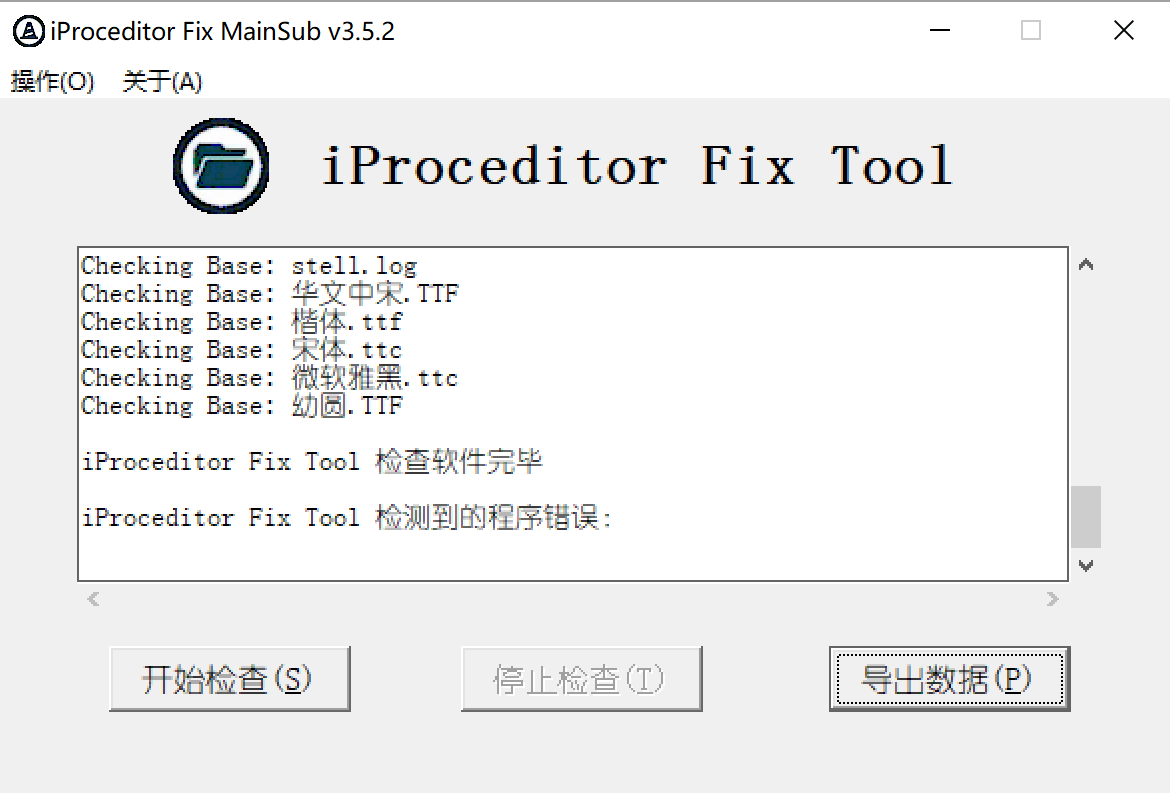 iProceditor Fix MainSub v3.5.2
操作(O) 关于(A)
iProceditor Fix Tool
Checking Base: stell.log
Checking Base: 华文中宋.TTF
Checking Base: 楷体.ttf
Checking Base: 宋体.ttc
Checking Base: 微软雅黑.ttc
Checking Base: 幼圆.TTF
iProceditor Fix Tool 检查软件完毕
iProceditor Fix Tool 检测到的程序错误:
开始检查(S) 停止检查(T) 导出数据(P)